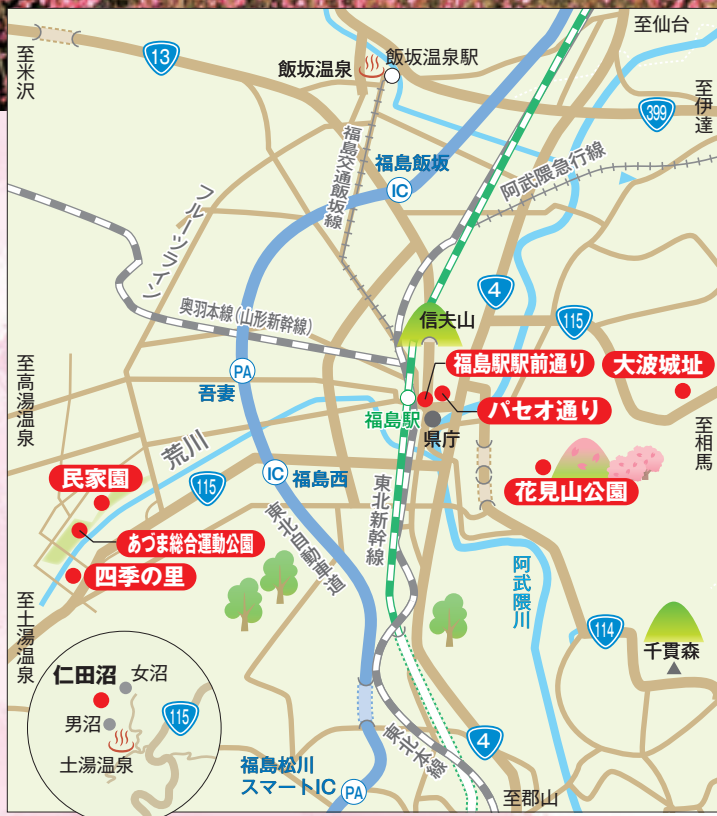 至仙台
至米沢
13
飯坂温泉
飯坂温泉駅
至伊達
399
福島交通飯坂線
福島飯坂
IC
阿武隈急行線
フルーツライン
4
奥羽本線(山形新幹線)
信夫山
115
福島駅駅前通り
大波城址
至高湯温泉
PA
吾妻
福島駅
パセオ通り
県庁
至相馬
荒川
民家園
115
IC
福島西
東北新幹線
花見山公園
あづま総合運動公園
東北自動車道
四季の里
阿武隈川
至土湯温泉
114
千貫森
仁田沼
女沼
男沼
115
土湯温泉
東北本線
4
福島松川
スマートIC
PA
至郡山